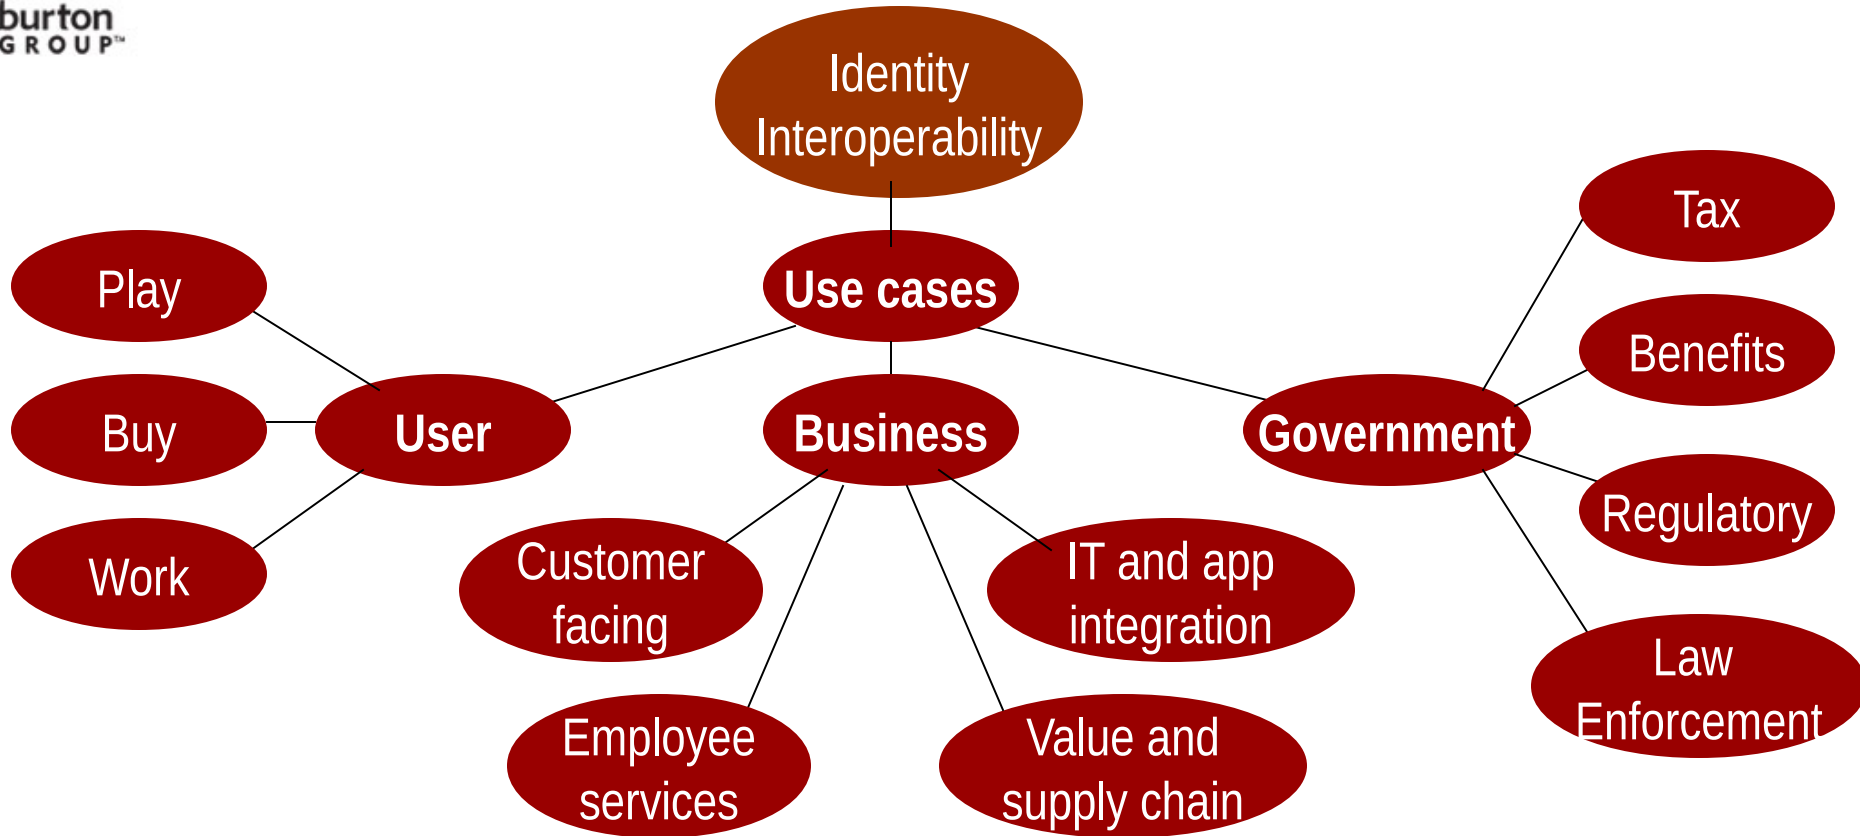 burton
GROUP™
Identity
Interoperability
Use cases
Play
Buy
Work
User
Business
Government
Tax
Benefits
Regulatory
Law
Enforcement
Customer
facing
IT and app
integration
Employee
services
Value and
supply chain